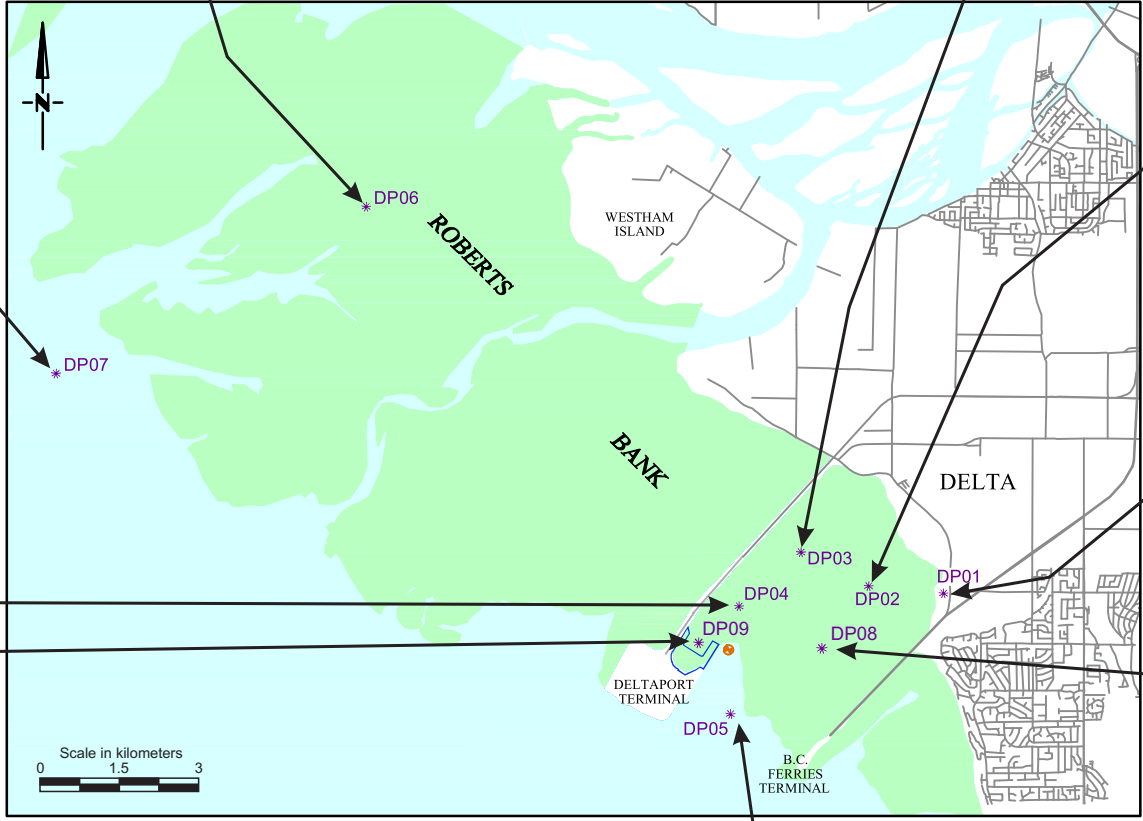 N
DP06
WESTHAM
ISLAND
ROBERTS
DP07
BANK
DELTA
DP03
DP01
DP02
DP04
DP09
DP08
DELTAPORT
TERMINAL
DP05
Scale in kilometers
0 1.5 3
B.C.
FERRIES
TERMINAL